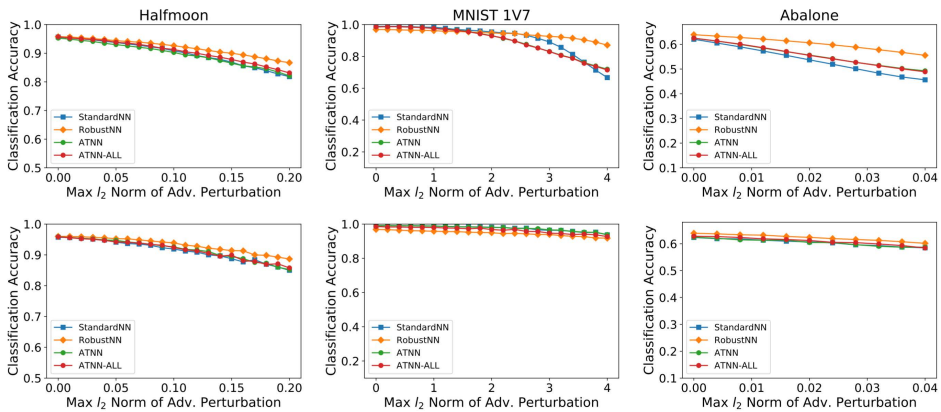 Halfmoon
Classification Accuracy
1.0
0.9
0.8
0.7
0.6
0.5
StandardNN
RobustNN
ATNN
ATNN-ALL
0.00 0.05 0.10 0.15 0.20
Max l2 Norm of Adv. Perturbation
MNIST 1V7
Classification Accuracy
1.0
0.8
0.6
0.4
0.2
StandardNN
RobustNN
ATNN
ATNN-ALL
0 1 2 3 4
Max l2 Norm of Adv. Perturbation
Abalone
Classification Accuracy
0.6
0.5
0.4
0.3
0.2
0.1
StandardNN
RobustNN
ATNN
ATNN-ALL
0.00 0.01 0.02 0.03 0.04
Max l2 Norm of Adv. Perturbation
Classification Accuracy
1.0
0.9
0.8
0.7
0.6
0.5
StandardNN
RobustNN
ATNN
ATNN-ALL
0.00 0.05 0.10 0.15 0.20
Max l2 Norm of Adv. Perturbation
Classification Accuracy
1.0
0.8
0.6
0.4
0.2
StandardNN
RobustNN
ATNN
ATNN-ALL
0 1 2 3 4
Max l2 Norm of Adv. Perturbation
Classification Accuracy
0.6
0.5
0.4
0.3
0.2
0.1
StandardNN
RobustNN
ATNN
ATNN-ALL
0.00 0.01 0.02 0.03 0.04
Max l2 Norm of Adv. Perturbation